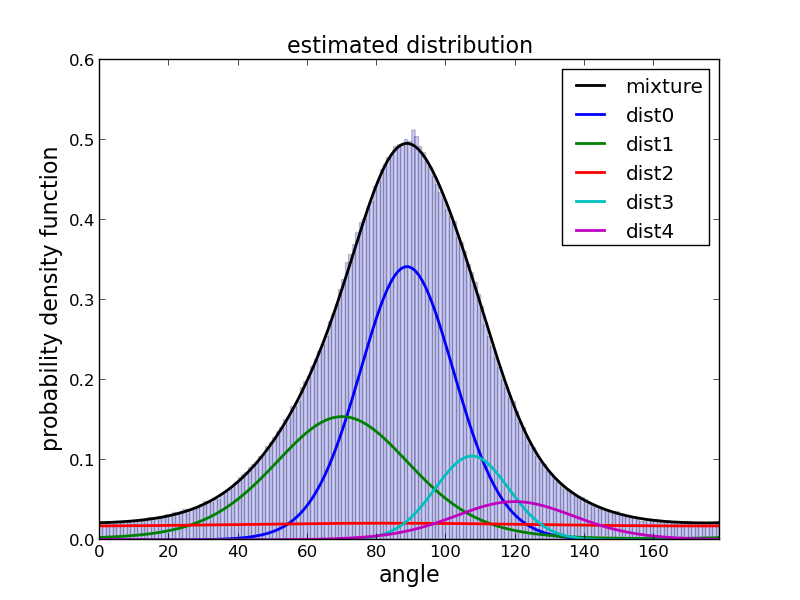 estimated distribution
probability density function
0.6
0.5
0.4
0.3
0.2
0.1
0.0
mixture
dist0
dist1
dist2
dist3
dist4
0 20 40 60 80 100 120 140 160
angle